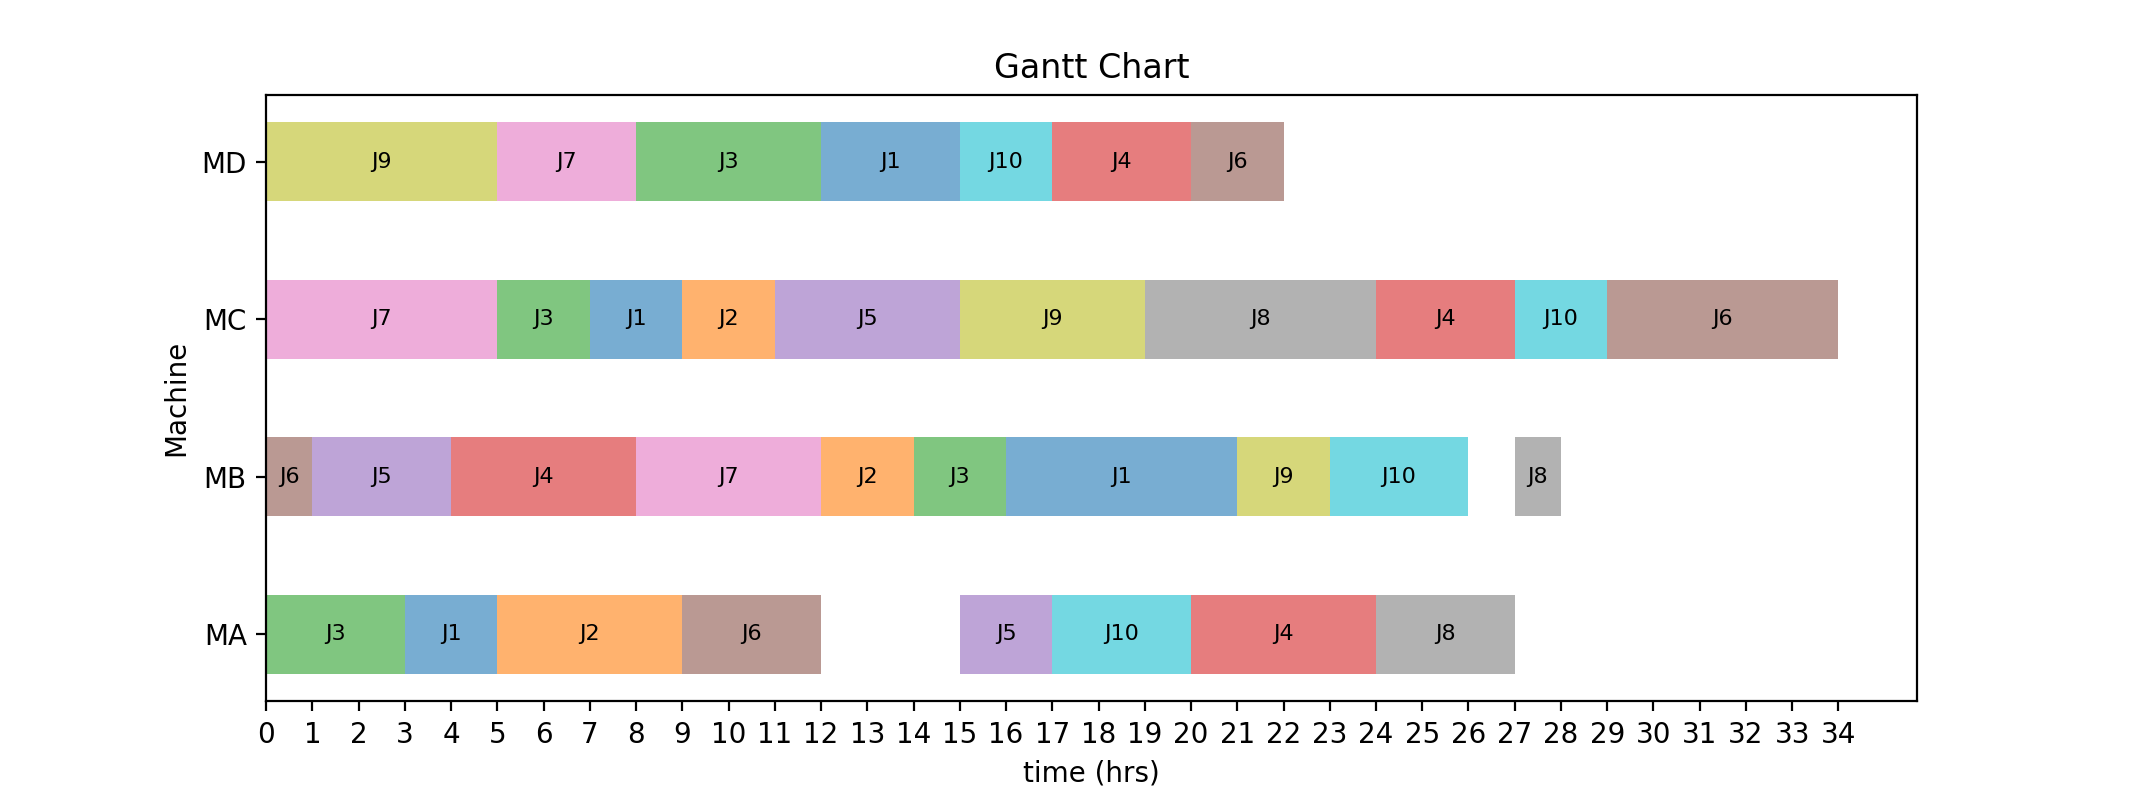 Gantt Chart
MD J9 J7 J3 J1 J10 J4 J6
MC J7 J3 J1 J2 J5 J9 J8 J4 J10 J6
Machine
MB J6 J5 J4 J7 J2 J3 J1 J9 J10 J8
MA J3 J1 J2 J6 J5 J10 J4 J8
0 1 2 3 4 5 6 7 8 9 10 11 12 13 14 15 16 17 18 19 20 21 22 23 24 25 26 27 28 29 30 31 32 33 34
time (hrs)